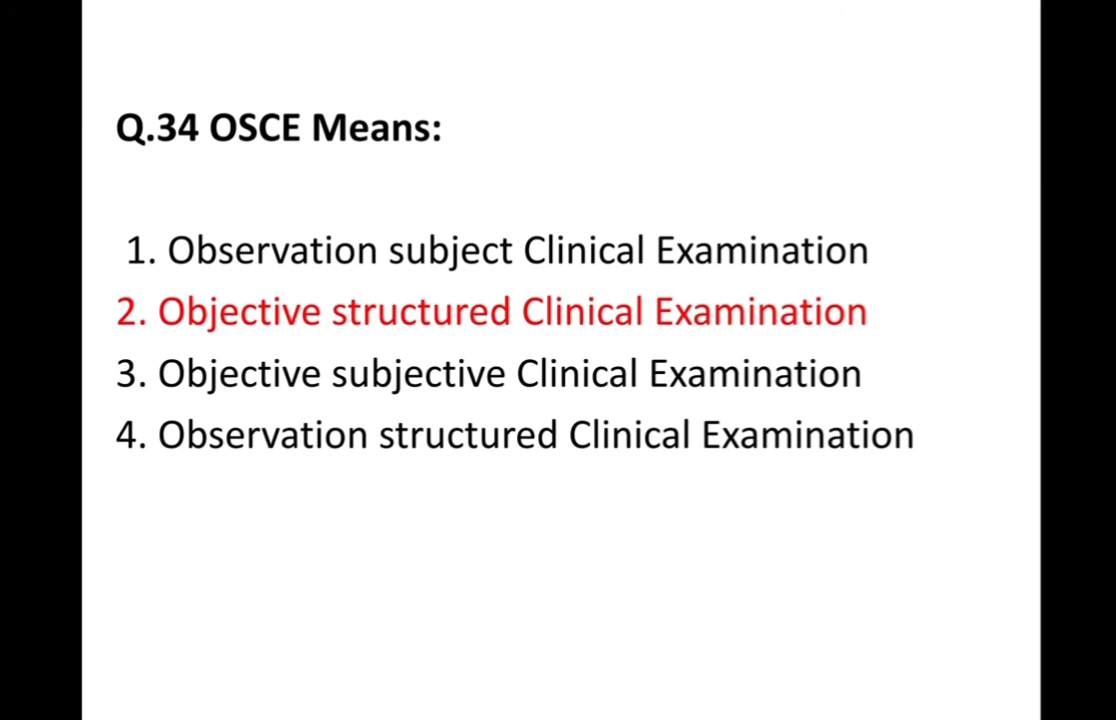 Q.34 OSCE Means:
1. Observation subject Clinical Examination
2. Objective structured Clinical Examination
3. Objective subjective Clinical Examination
4. Observation structured Clinical Examination